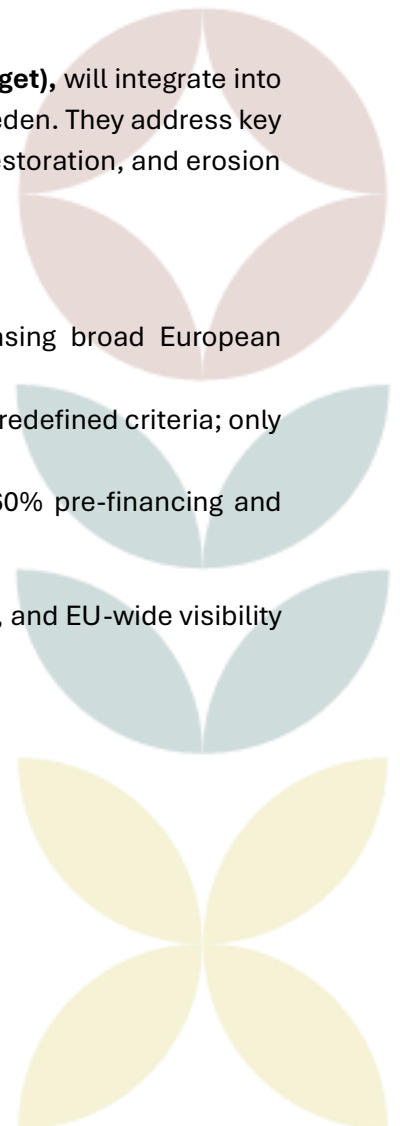 get), will integrate into
eden. They address key
estoration, and erosion
nsing broad European
redefined criteria; only
60% pre-financing and
, and EU-wide visibility